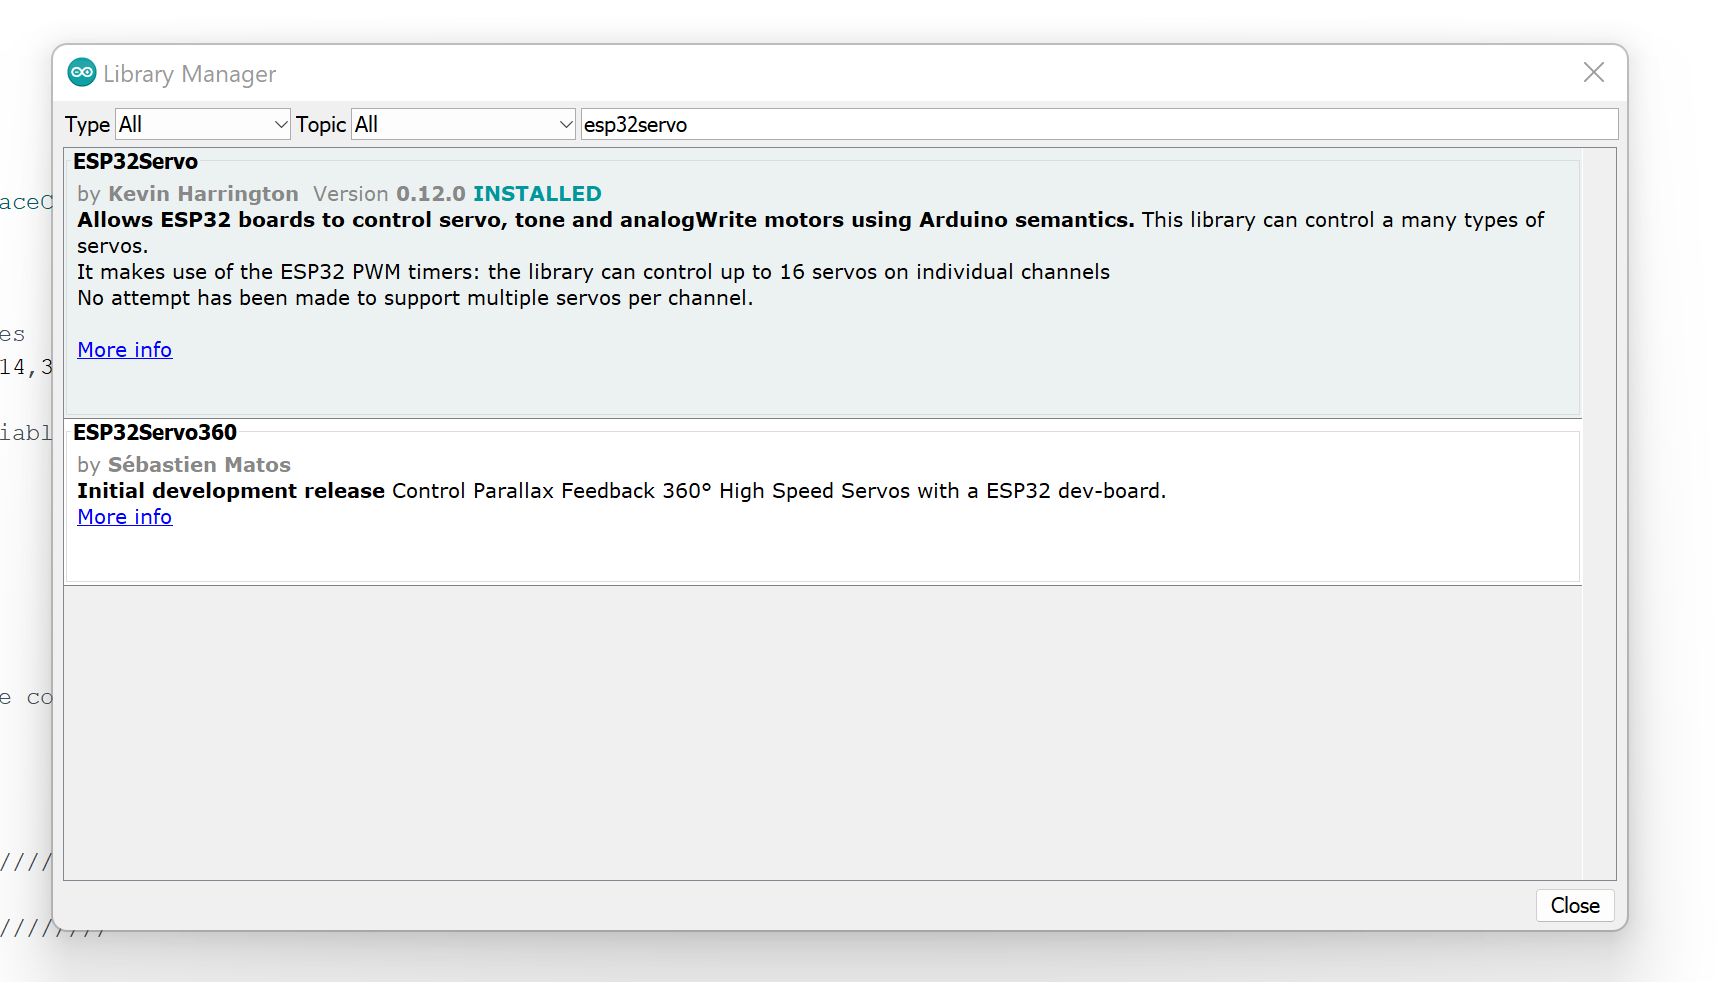 Library Manager
Type All Topic All esp32servo
ESP32Servo
by Kevin Harrington Version 0.12.0 INSTALLED
Allows ESP32 boards to control servo, tone and analogWrite motors using Arduino semantics. This library can control a many types of
servos.
It makes use of the ESP32 PWM timers: the library can control up to 16 servos on individual channels
No attempt has been made to support multiple servos per channel.
More info
ESP32Servo360
by Sébastien Matos
Initial development release Control Parallax Feedback 360° High Speed Servos with a ESP32 dev-board.
More info
Close
aceC
es
14,3
iabl
e co
////
////////